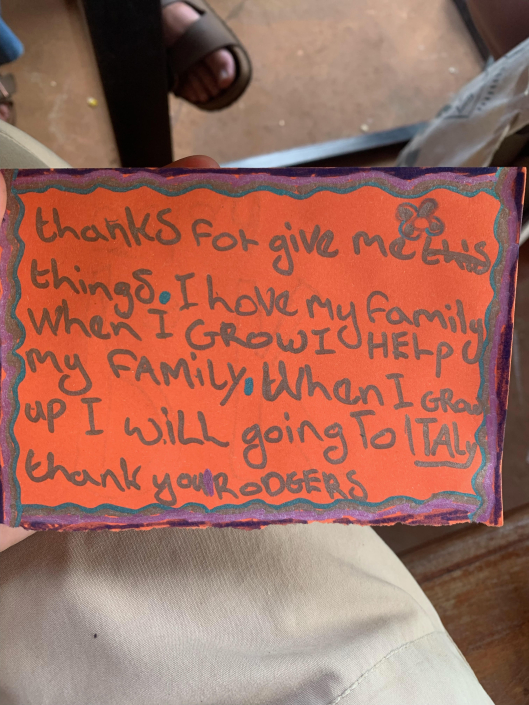 thanks for give me this
things. I hove my family
When I GROW I HELP
my FAMILY. When I GROW
up I WILL going To ITALY
thank you RODGERS